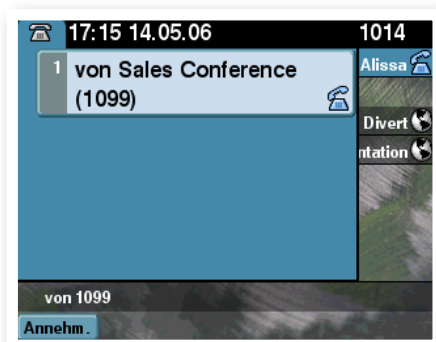 17:15 14.05.06
1014
1 von Sales Conference
(1099)
Alissa
Divert
ntation
von 1099
Annehm.